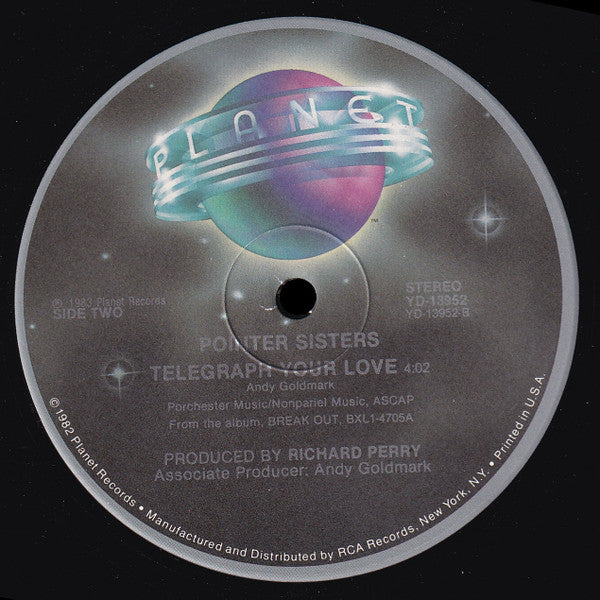 PLANET
™
℗ 1983 Planet Records
SIDE TWO
STEREO
YD-13952
YD-13952-B
POINTER SISTERS
TELEGRAPH YOUR LOVE 4:02
Andy Goldmark
Porchester Music/Nonpariel Music, ASCAP
From the album, BREAK OUT, BXL1-4705A
PRODUCED BY RICHARD PERRY
Associate Producer: Andy Goldmark
©1982 Planet Records • Manufactured and Distributed by RCA Records, New York, N.Y. • Printed in U.S.A.